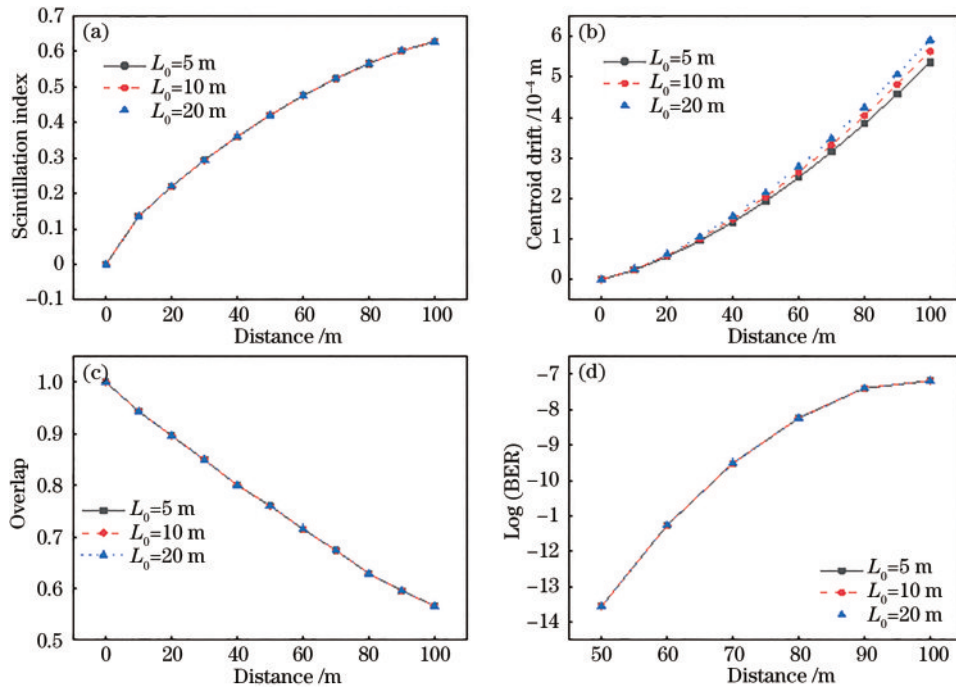 (a)
0.7
0.6
0.5
0.4
0.3
0.2
0.1
0
−0.1
Scintillation index
L₀=5 m
L₀=10 m
L₀=20 m
0 20 40 60 80 100
Distance /m
(b)
6
5
4
3
2
1
0
Centroid drift /10⁻⁴ m
L₀=5 m
L₀=10 m
L₀=20 m
0 20 40 60 80 100
Distance /m
(c)
1.0
0.9
0.8
0.7
0.6
0.5
Overlap
L₀=5 m
L₀=10 m
L₀=20 m
0 20 40 60 80 100
Distance /m
(d)
−7
−8
−9
−10
−11
−12
−13
−14
Log (BER)
L₀=5 m
L₀=10 m
L₀=20 m
50 60 70 80 90 100
Distance /m